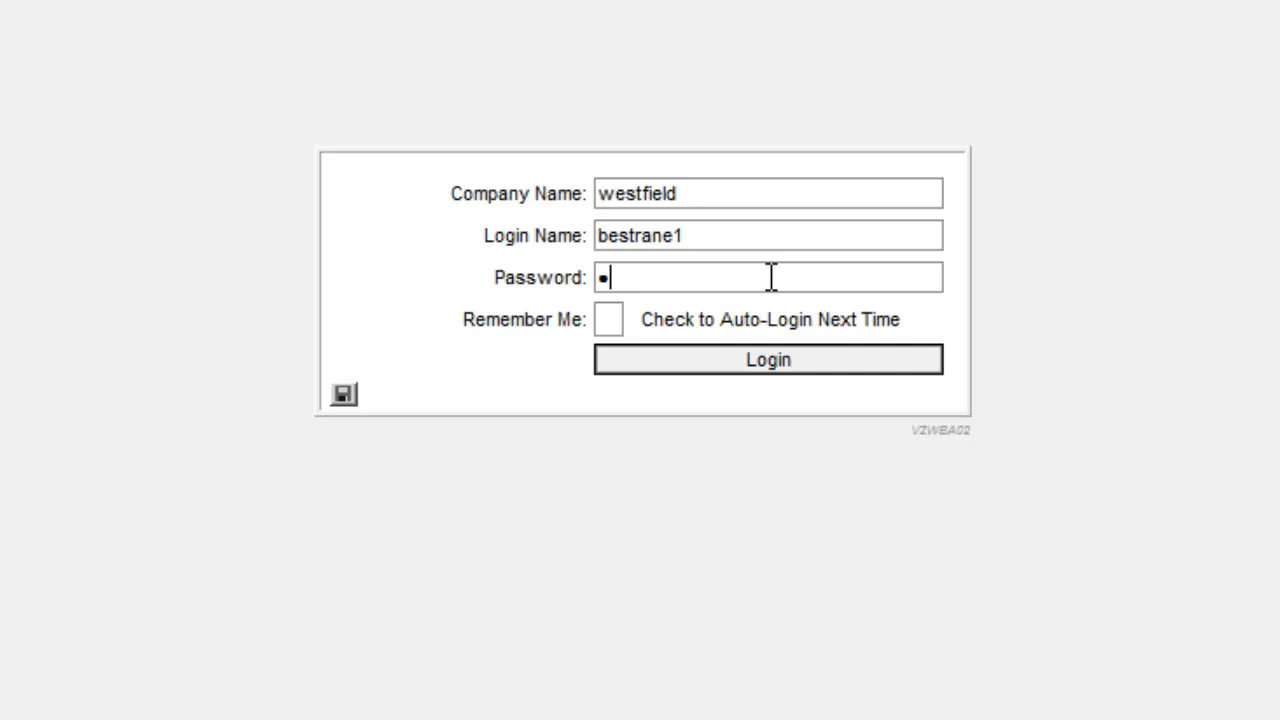 Company Name: westfield
Login Name: bestrane1
Password: •
Remember Me: Check to Auto-Login Next Time
Login
VZWBA02